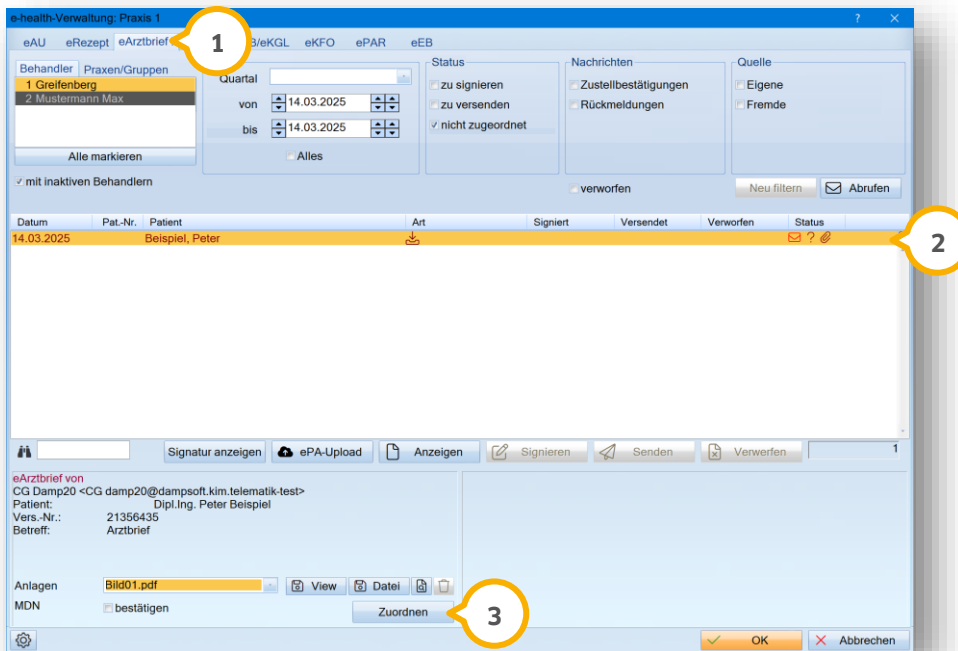 e-health-Verwaltung: Praxis 1
eAU eRezept eArztbrief B/eKGL eKFO ePAR eEB
1
Behandler Praxen/Gruppen
1 Greifenberg
2 Mustermann Max
Alle markieren
mit inaktiven Behandlern
Quartal
von 14.03.2025
bis 14.03.2025
Alles
Status
zu signieren
zu versenden
nicht zugeordnet
Nachrichten
Zustellbestätigungen
Rückmeldungen
verworfen
Quelle
Eigene
Fremde
Neu filtern Abrufen
Datum Pat.-Nr. Patient Art Signiert Versendet Verworfen Status
14.03.2025 Beispiel, Peter
2
Signatur anzeigen ePA-Upload Anzeigen Signieren Senden Verwerfen 1
eArztbrief von
CG Damp20 <CG damp20@dampsoft.kim.telematik-test>
Patient: Dipl.Ing. Peter Beispiel
Vers.-Nr.: 21356435
Betreff: Arztbrief
Anlagen Bild01.pdf View Datei
MDN bestätigen Zuordnen
3
OK Abbrechen